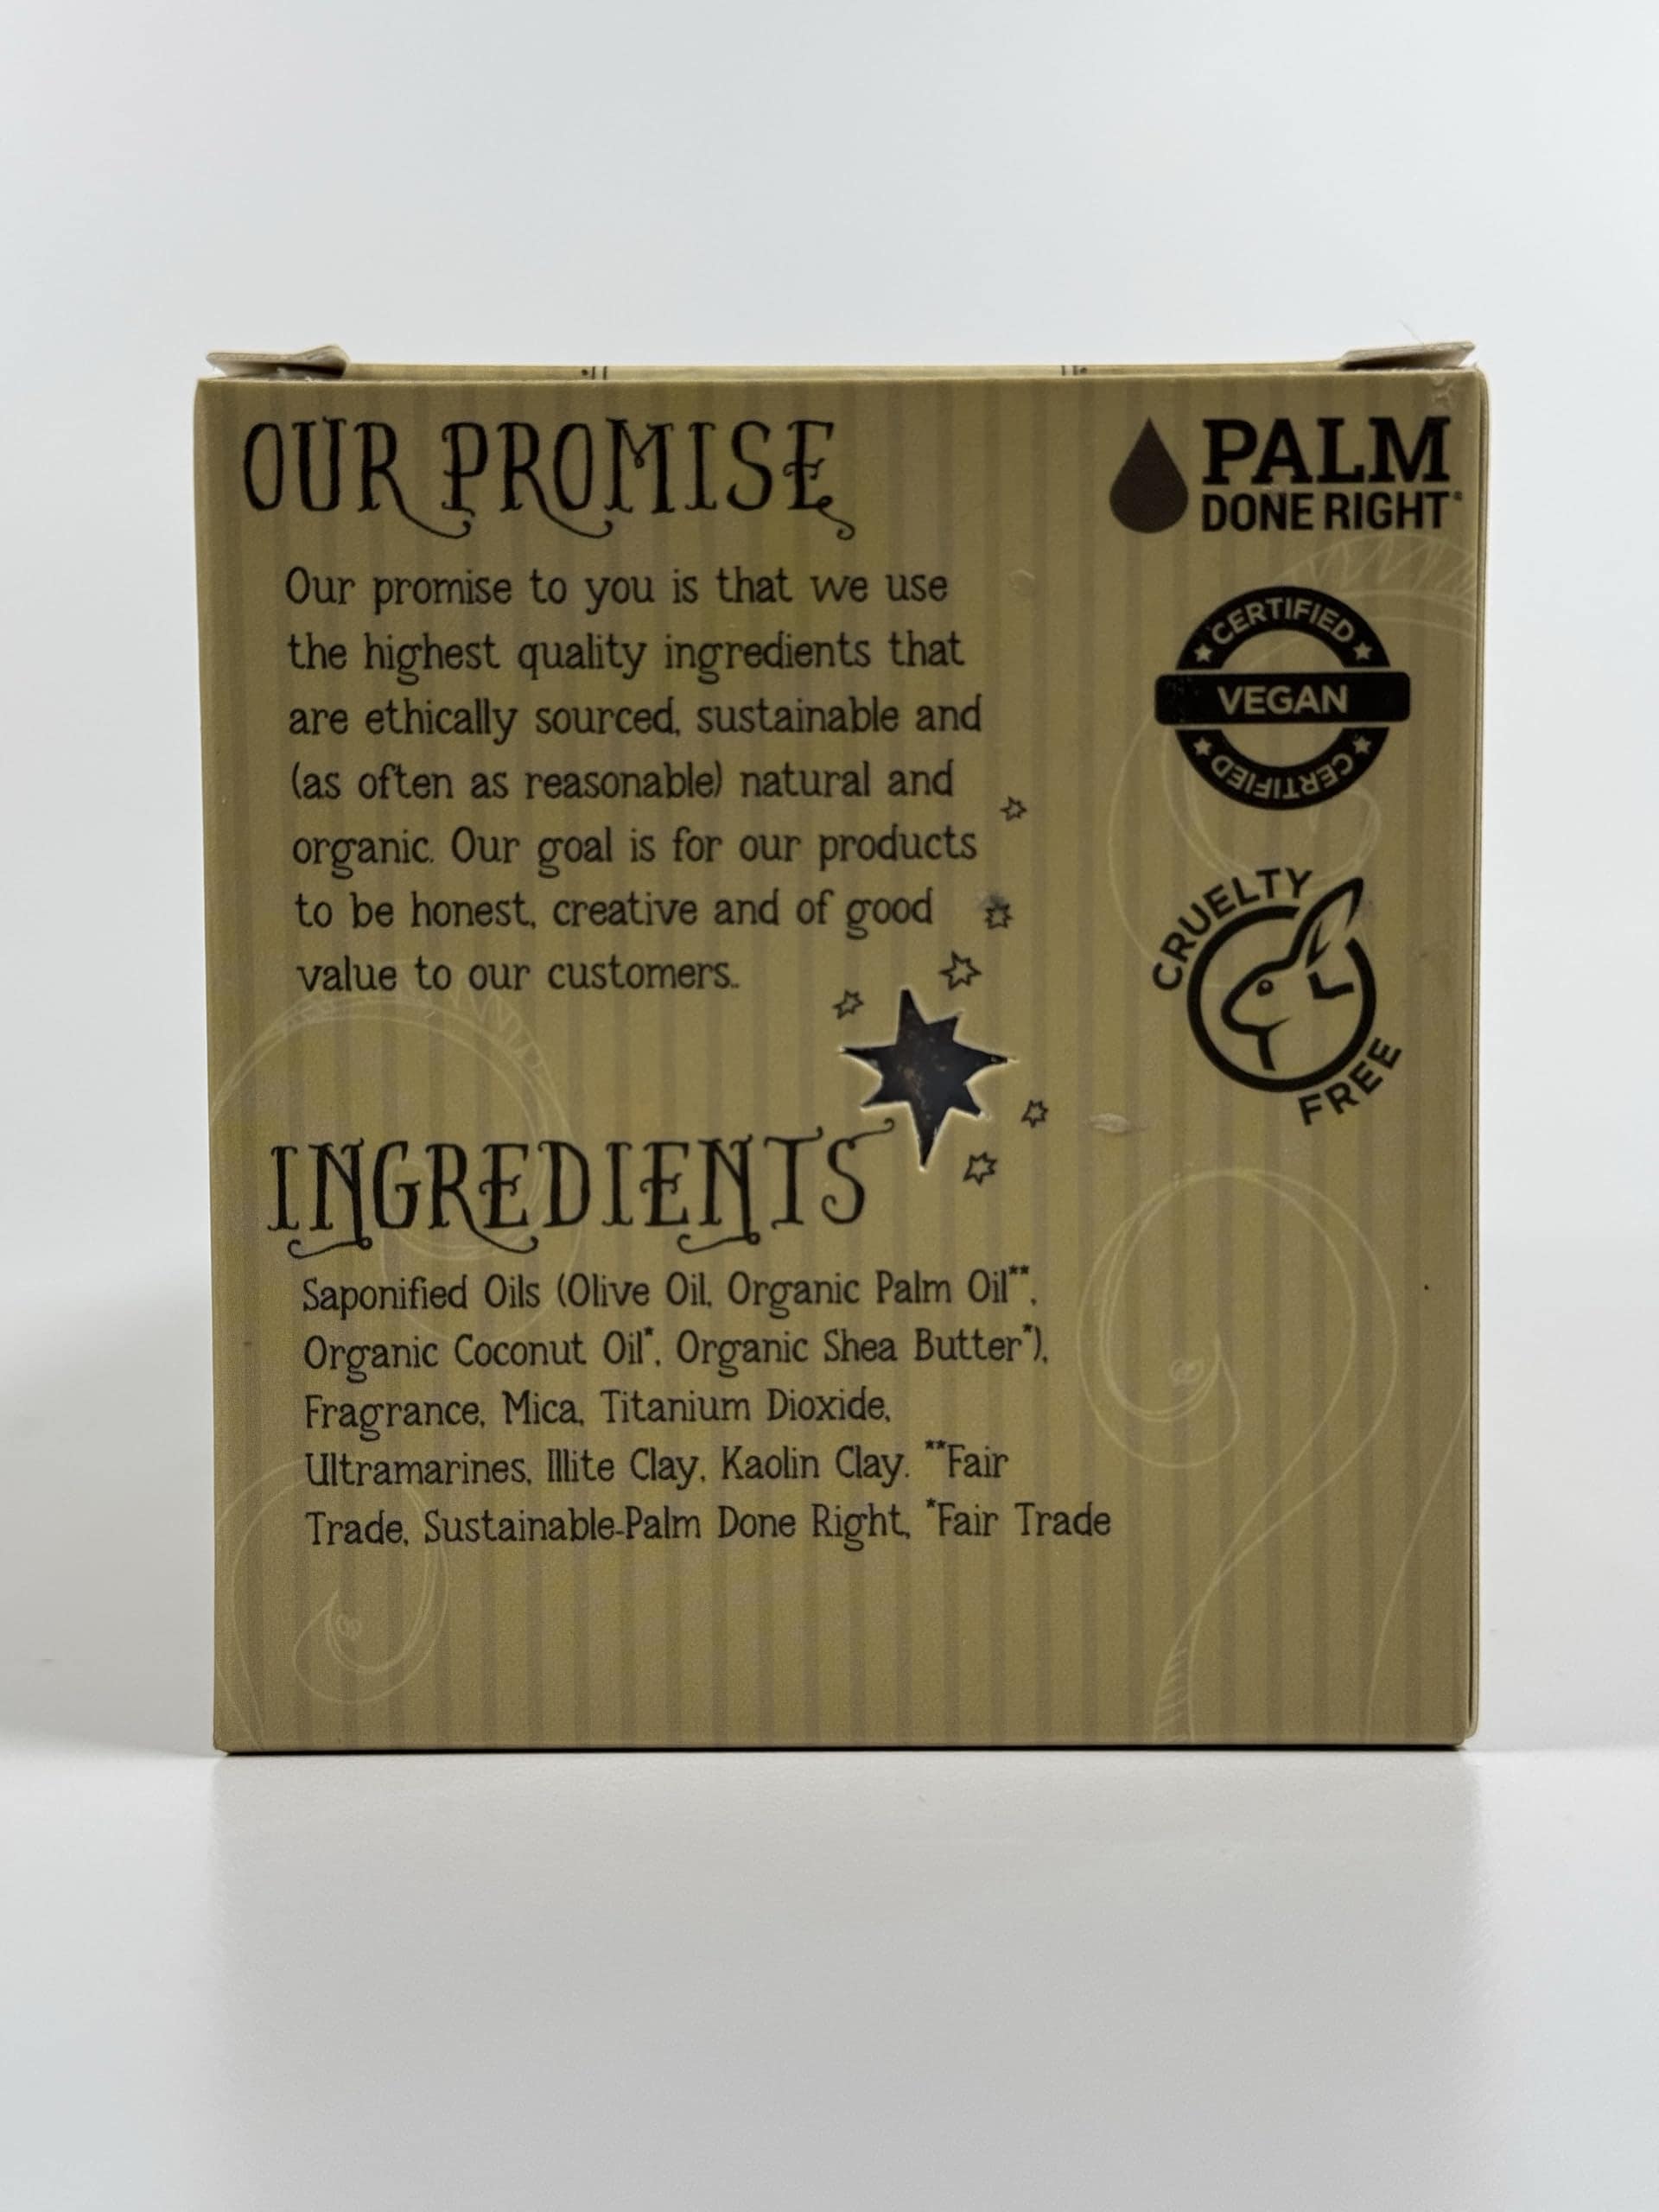 OUR PROMISE
Our promise to you is that we use
the highest quality ingredients that
are ethically sourced, sustainable and
(as often as reasonable) natural and
organic. Our goal is for our products
to be honest, creative and of good
value to our customers.
INGREDIENTS
Saponified Oils (Olive Oil, Organic Palm Oil**,
Organic Coconut Oil*, Organic Shea Butter*),
Fragrance, Mica, Titanium Dioxide,
Ultramarines, Illite Clay, Kaolin Clay. **Fair
Trade, Sustainable-Palm Done Right, *Fair Trade
PALM
DONE RIGHT
CERTIFIED
VEGAN
CERTIFIED
CRUELTY
FREE